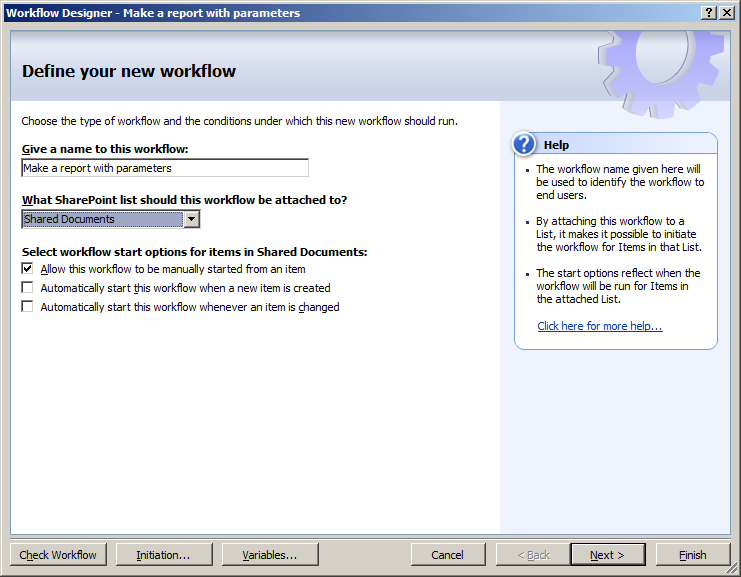 Workflow Designer - Make a report with parameters
?
Define your new workflow
Choose the type of workflow and the conditions under which this new workflow should run.
Give a name to this workflow:
Make a report with parameters
What SharePoint list should this workflow be attached to?
Shared Documents
Select workflow start options for items in Shared Documents:
Allow this workflow to be manually started from an item
Automatically start this workflow when a new item is created
Automatically start this workflow whenever an item is changed
? Help
• The workflow name given here will
be used to identify the workflow to
end users.
• By attaching this workflow to a
List, it makes it possible to initiate
the workflow for Items in that List.
• The start options reflect when the
workflow will be run for Items in
the attached List.
Click here for more help...
Check Workflow
Initiation...
Variables...
Cancel
< Back
Next >
Finish